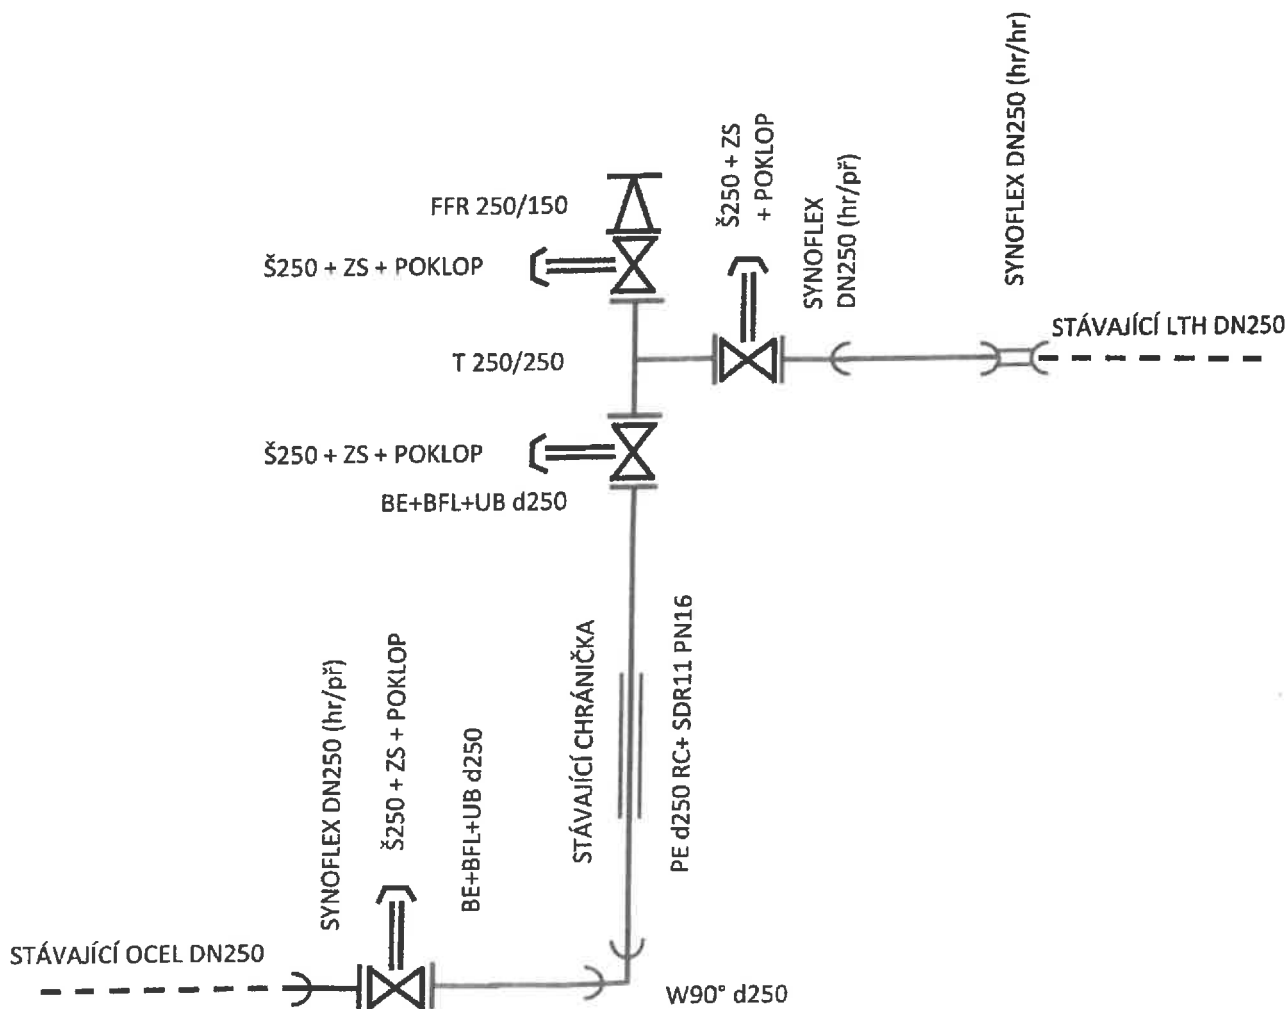 SYNOFLEX DN250 (hr/hr)
Š250 + ZS
+ POKLOP
SYNOFLEX
DN250 (hr/př)
FFR 250/150
Š250 + ZS + POKLOP
STÁVAJÍCÍ LTH DN250
T 250/250
Š250 + ZS + POKLOP
BE+BFL+UB d250
SYNOFLEX DN250 (hr/př)
Š250 + ZS + POKLOP
BE+BFL+UB d250
STÁVAJÍCÍ CHRÁNIČKA
PE d250 RC+ SDR11 PN16
STÁVAJÍCÍ OCEL DN250
W90° d250